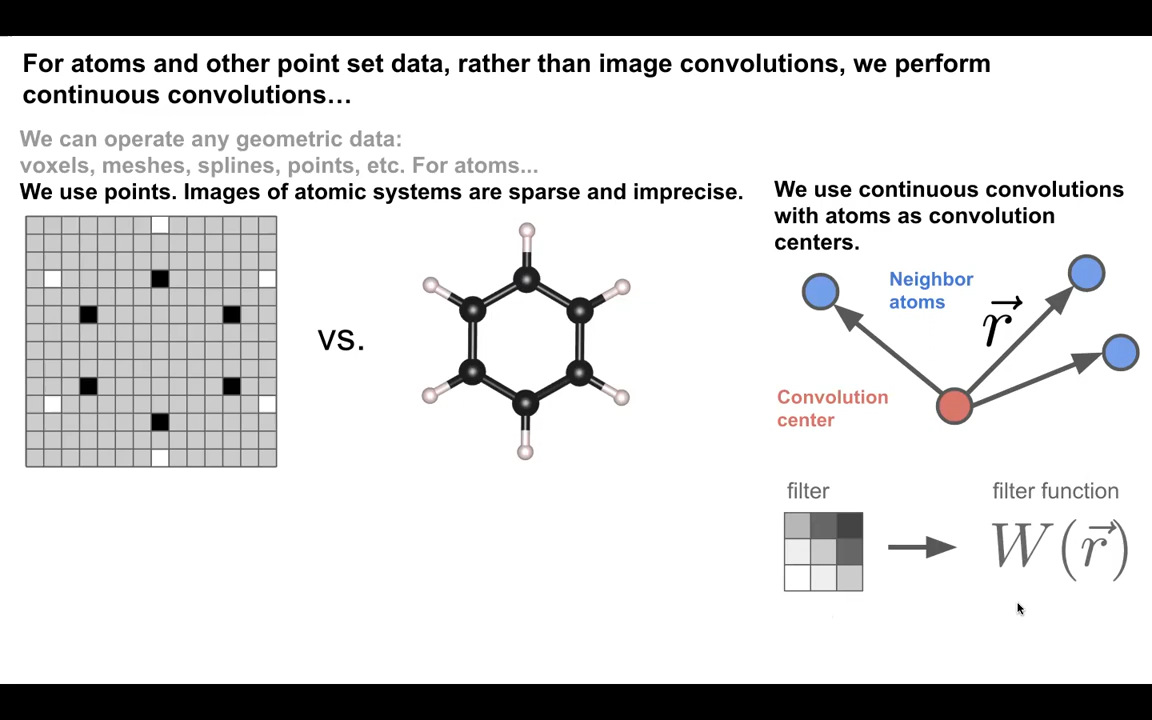 For atoms and other point set data, rather than image convolutions, we perform
continuous convolutions…
We can operate any geometric data:
voxels, meshes, splines, points, etc. For atoms...
We use points. Images of atomic systems are sparse and imprecise.
vs.
We use continuous convolutions
with atoms as convolution
centers.
Neighbor
atoms
r⃗
Convolution
center
filter
filter function
W(r⃗)